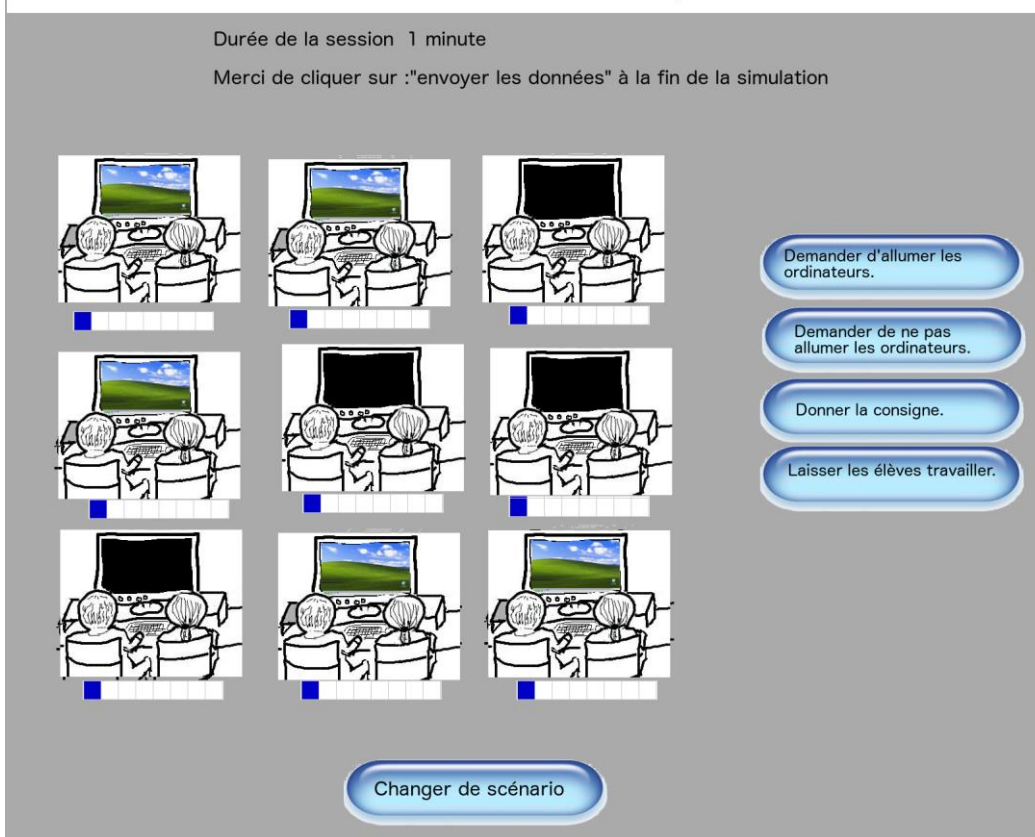 Durée de la session 1 minute
Merci de cliquer sur :"envoyer les données" à la fin de la simulation
Demander d'allumer les
ordinateurs.
Demander de ne pas
allumer les ordinateurs.
Donner la consigne.
Laisser les élèves travailler.
Changer de scénario